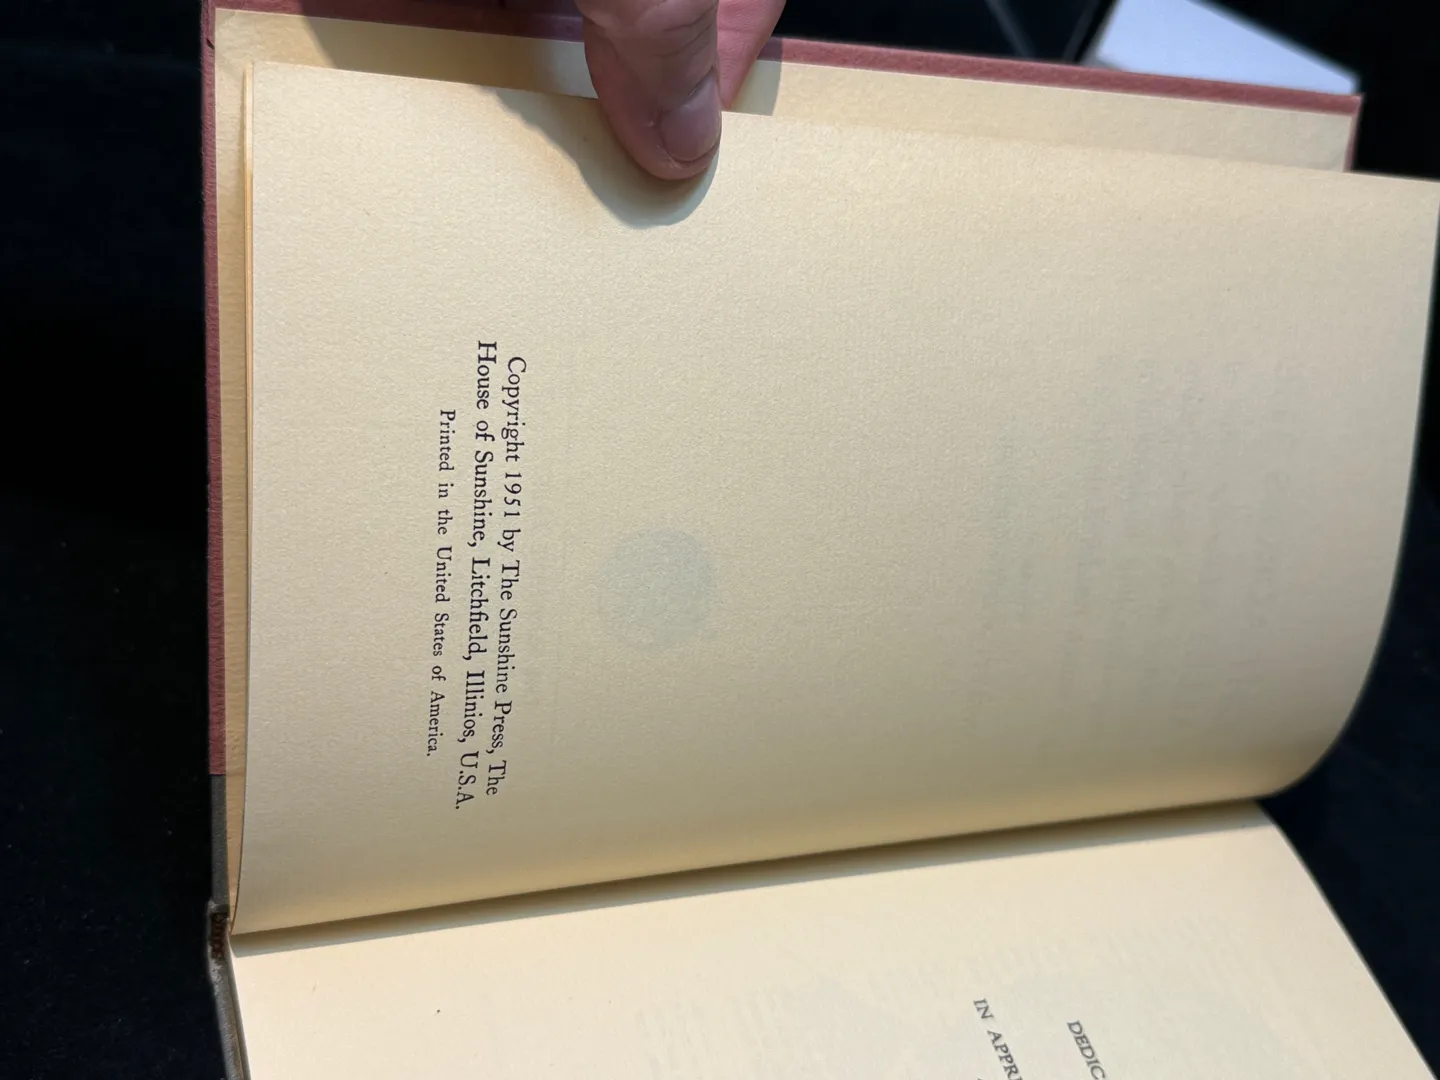 Copyright 1951 by The Sunshine Press, The
House of Sunshine, Litchfield, Illinios, U.S.A.
Printed in the United States of America.
DEDIC
IN APPR